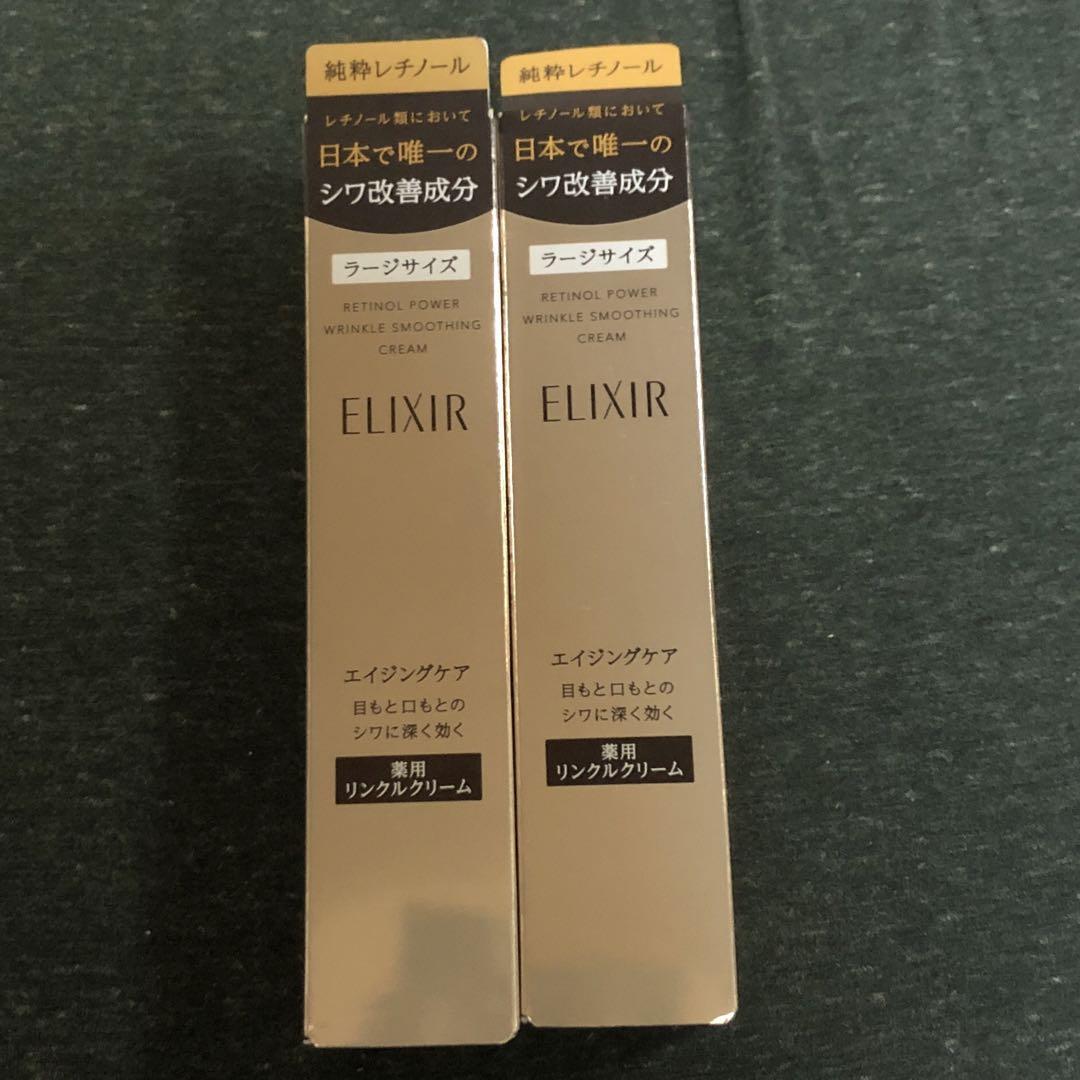 純粋レチノール
レチノール類において
日本で唯一の
シワ改善成分
ラージサイズ
RETINOL POWER
WRINKLE SMOOTHING
CREAM
ELIXIR
エイジングケア
目もと口もとの
シワに深く効く
薬用
リンクルクリーム
純粋レチノール
レチノール類において
日本で唯一の
シワ改善成分
ラージサイズ
RETINOL POWER
WRINKLE SMOOTHING
CREAM
ELIXIR
エイジングケア
目もと口もとの
シワに深く効く
薬用
リンクルクリーム